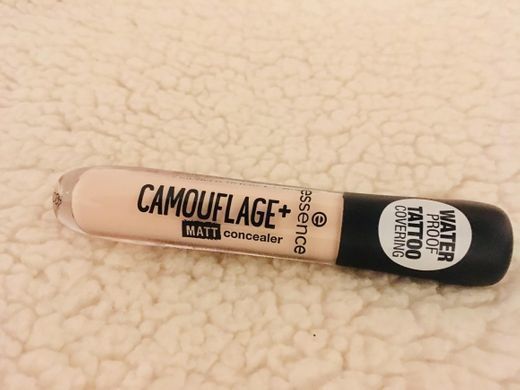 CAMOUFLAGE+
MATT concealer
essence
WATER
PROOF
TATTOO
COVERING